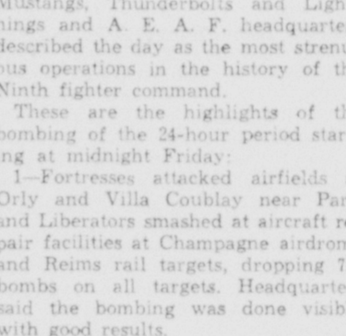 Mustangs, Thunderbolts and Light
nings and A. E. A. F. headquarte
described the day as the most strenu
ous operations in the history of th
Ninth fighter command.
These are the highlights of th
bombing of the 24-hour period star
ing at midnight Friday:
1—Fortresses attacked airfields
Orly and Villa Coublay near Par
and Liberators smashed at aircraft re
pair facilities at Champagne airdrom
and Reims rail targets, dropping 7
bombs on all targets. Headquarte
said the bombing was done visib
with good results.